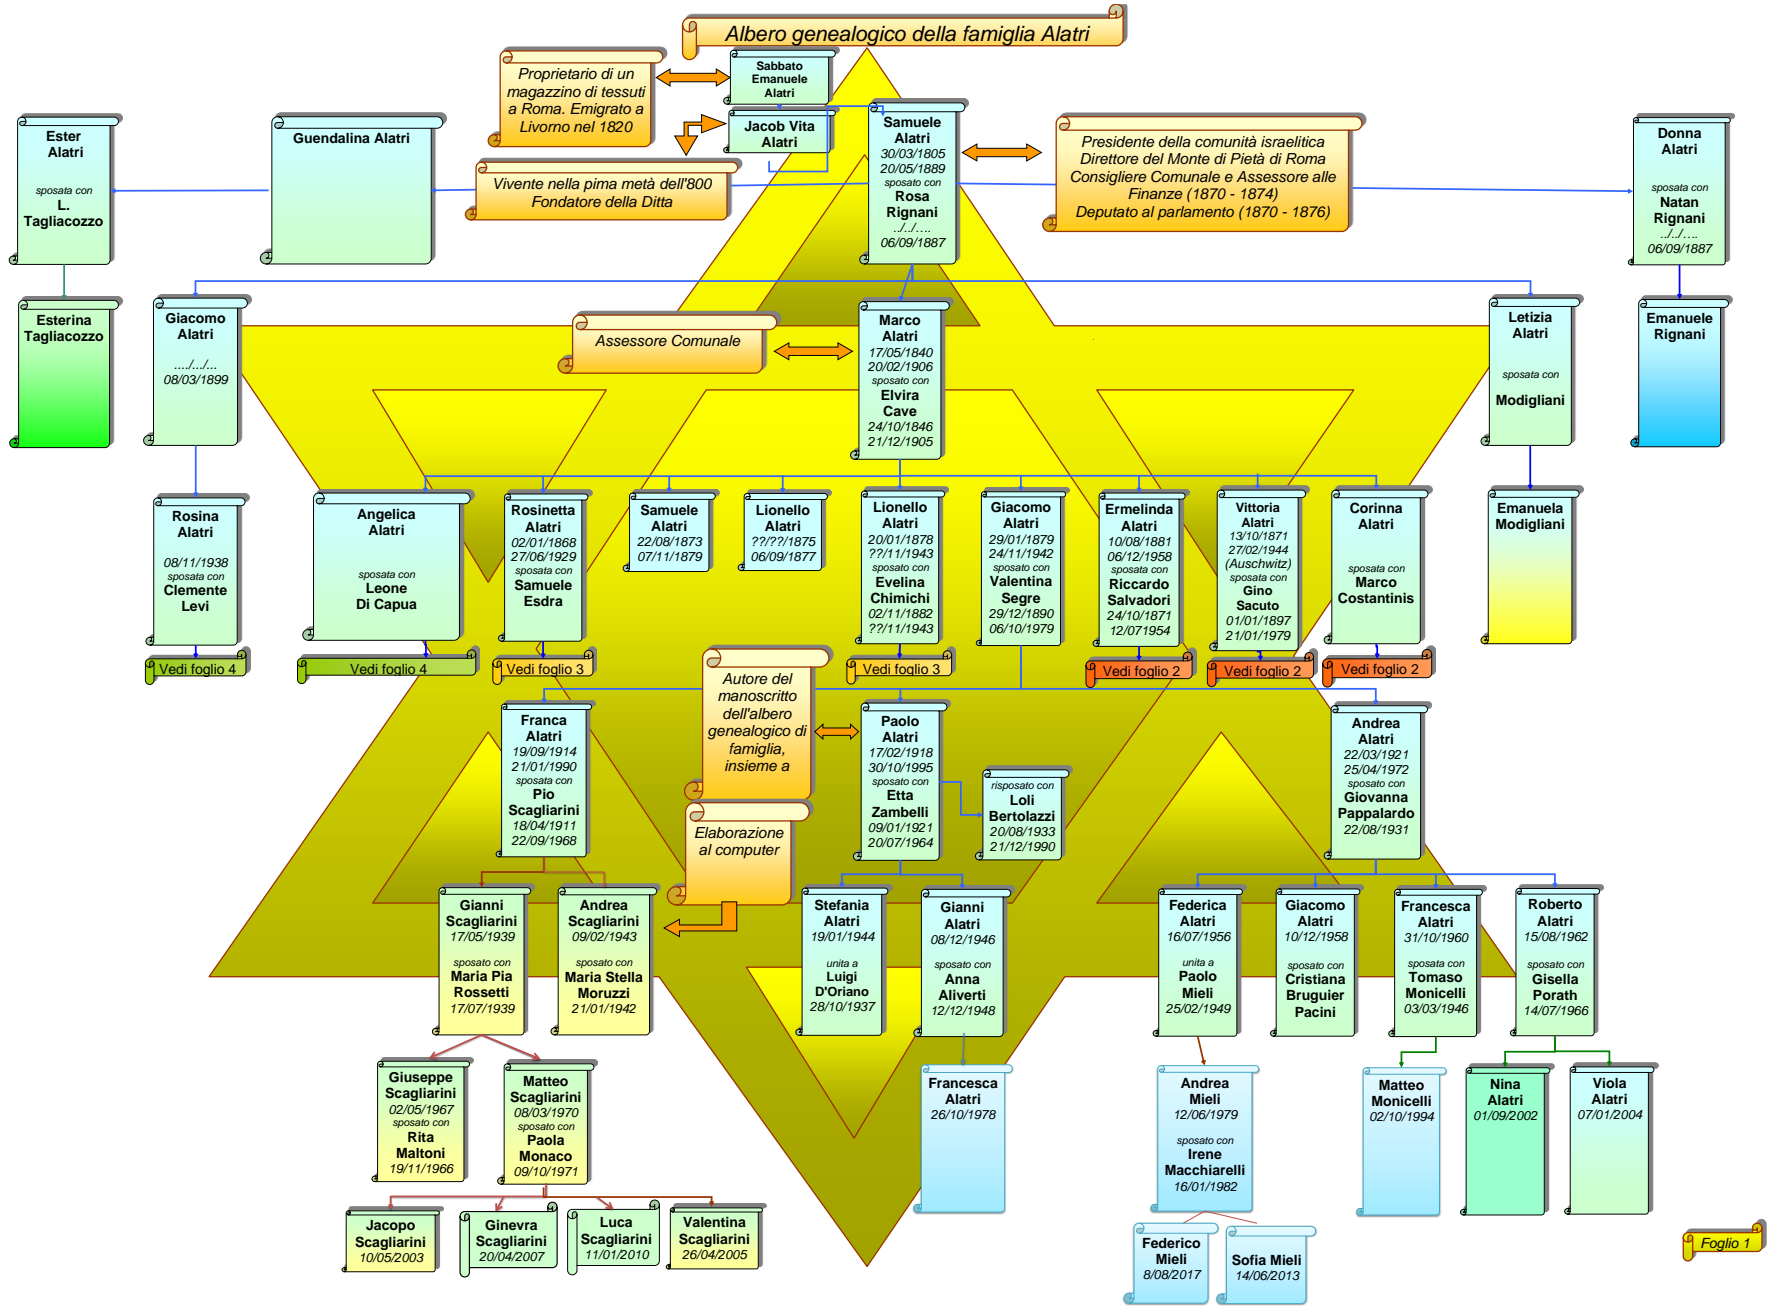 Albero genealogico della famiglia Alatri
Proprietario di un
magazzino di tessuti
a Roma. Emigrato a
Livorno nel 1820
Sabbato
Emanuele
Alatri
Jacob Vita
Alatri
Vivente nella pima metà dell'800
Fondatore della Ditta
Ester
Alatri
sposata con
L.
Tagliacozzo
Guendalina Alatri
Samuele
Alatri
30/03/1805
20/05/1889
sposato con
Rosa
Rignani
../../....
06/09/1887
Presidente della comunità israelitica
Direttore del Monte di Pietà di Roma
Consigliere Comunale e Assessore alle
Finanze (1870 - 1874)
Deputato al parlamento (1870 - 1876)
Donna
Alatri
sposata con
Natan
Rignani
../../....
06/09/1887
Esterina
Tagliacozzo
Giacomo
Alatri
..../.../...
08/03/1899
Assessore Comunale
Marco
Alatri
17/05/1840
20/02/1906
sposato con
Elvira
Cave
24/10/1846
21/12/1905
Letizia
Alatri
sposata con
Modigliani
Emanuele
Rignani
Rosina
Alatri
08/11/1938
sposata con
Clemente
Levi
Vedi foglio 4
Angelica
Alatri
sposata con
Leone
Di Capua
Vedi foglio 4
Rosinetta
Alatri
02/01/1868
27/06/1929
sposata con
Samuele
Esdra
Vedi foglio 3
Samuele
Alatri
22/08/1873
07/11/1879
Lionello
Alatri
??/??/1875
06/09/1877
Lionello
Alatri
20/01/1878
??/11/1943
sposato con
Evelina
Chimichi
02/11/1882
??/11/1943
Vedi foglio 3
Giacomo
Alatri
29/01/1879
24/11/1942
sposato con
Valentina
Segre
29/12/1890
06/10/1979
Ermelinda
Alatri
10/08/1881
06/12/1958
sposata con
Riccardo
Salvadori
24/10/1871
12/071954
Vedi foglio 2
Vittoria
Alatri
13/10/1871
27/02/1944
(Auschwitz)
sposata con
Gino
Sacuto
01/01/1897
21/01/1979
Vedi foglio 2
Corinna
Alatri
sposata con
Marco
Costantinis
Vedi foglio 2
Emanuela
Modigliani
Franca
Alatri
19/09/1914
21/01/1990
sposata con
Pio
Scagliarini
18/04/1911
22/09/1968
Autore del
manoscritto
dell'albero
genealogico di
famiglia,
insieme a
Elaborazione
al computer
Paolo
Alatri
17/02/1918
30/10/1995
sposato con
Etta
Zambelli
09/01/1921
20/07/1964
risposato con
Loli
Bertolazzi
20/08/1933
21/12/1990
Andrea
Alatri
22/03/1921
25/04/1972
sposato con
Giovanna
Pappalardo
22/08/1931
Gianni
Scagliarini
17/05/1939
sposato con
Maria Pia
Rossetti
17/07/1939
Andrea
Scagliarini
09/02/1943
sposato con
Maria Stella
Moruzzi
21/01/1942
Stefania
Alatri
19/01/1944
unita a
Luigi
D'Oriano
28/10/1937
Gianni
Alatri
08/12/1946
sposato con
Anna
Aliverti
12/12/1948
Federica
Alatri
16/07/1956
unita a
Paolo
Mieli
25/02/1949
Giacomo
Alatri
10/12/1958
sposato con
Cristiana
Bruguier
Pacini
Francesca
Alatri
31/10/1960
sposata con
Tomaso
Monicelli
03/03/1946
Roberto
Alatri
15/08/1962
sposato con
Gisella
Porath
14/07/1966
Giuseppe
Scagliarini
02/05/1967
sposato con
Rita
Maltoni
19/11/1966
Matteo
Scagliarini
08/03/1970
sposato con
Paola
Monaco
09/10/1971
Francesca
Alatri
26/10/1978
Andrea
Mieli
12/06/1979
sposato con
Irene
Macchiarelli
16/01/1982
Matteo
Monicelli
02/10/1994
Nina
Alatri
01/09/2002
Viola
Alatri
07/01/2004
Jacopo
Scagliarini
10/05/2003
Ginevra
Scagliarini
20/04/2007
Luca
Scagliarini
11/01/2010
Valentina
Scagliarini
26/04/2005
Federico
Mieli
8/08/2017
Sofia Mieli
14/06/2013
Foglio 1